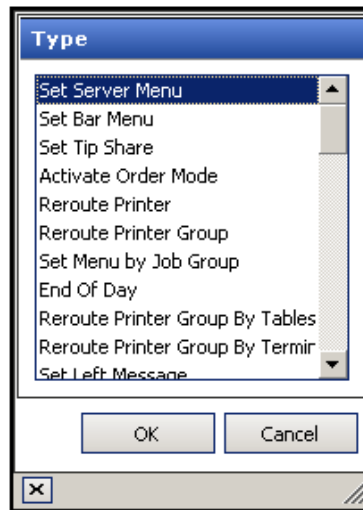 Type
Set Server Menu
Set Bar Menu
Set Tip Share
Activate Order Mode
Reroute Printer
Reroute Printer Group
Set Menu by Job Group
End Of Day
Reroute Printer Group By Tables
Reroute Printer Group By Termir
Set Left Message
OK Cancel